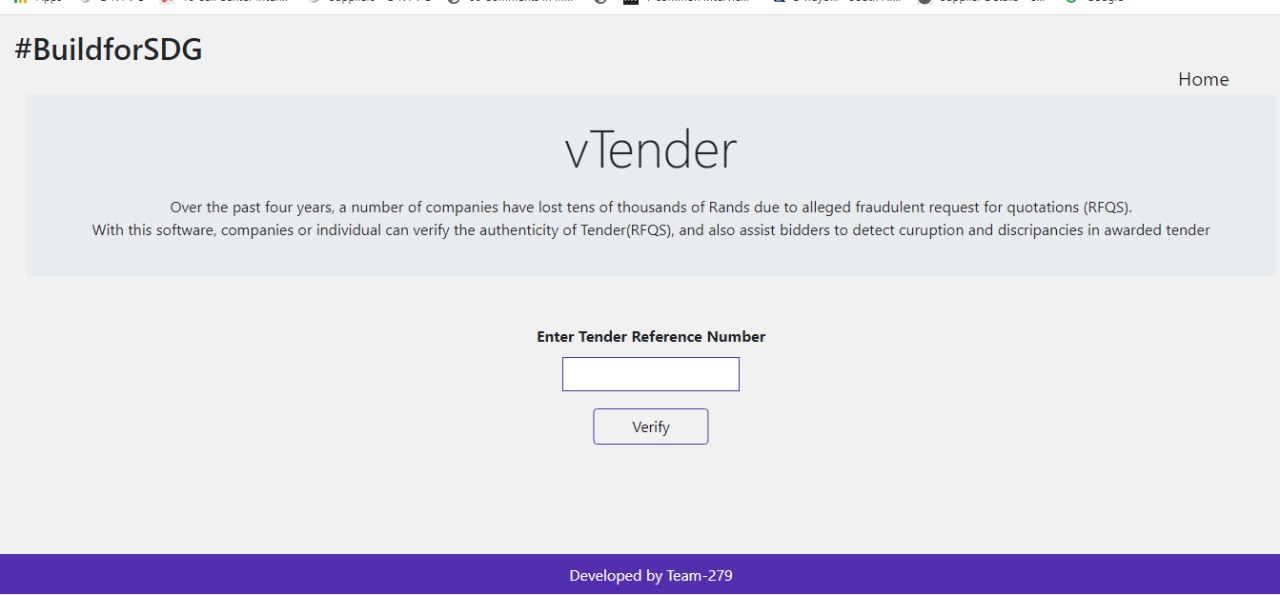 #BuildforSDG
Home
vTender
Over the past four years, a number of companies have lost tens of thousands of Rands due to alleged fraudulent request for quotations (RFQS).
With this software, companies or individual can verify the authenticity of Tender(RFQS), and also assist bidders to detect curuption and discripancies in awarded tender
Enter Tender Reference Number
Verify
Developed by Team-279